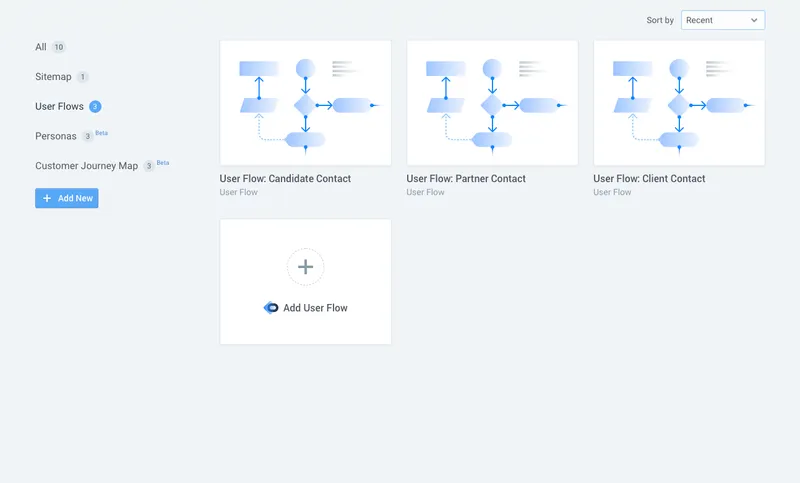 Sort by Recent
All 10
Sitemap 1
User Flows 3
Personas 3 Beta
Customer Journey Map 3 Beta
+ Add New
User Flow: Candidate Contact
User Flow
User Flow: Partner Contact
User Flow
User Flow: Client Contact
User Flow
Add User Flow